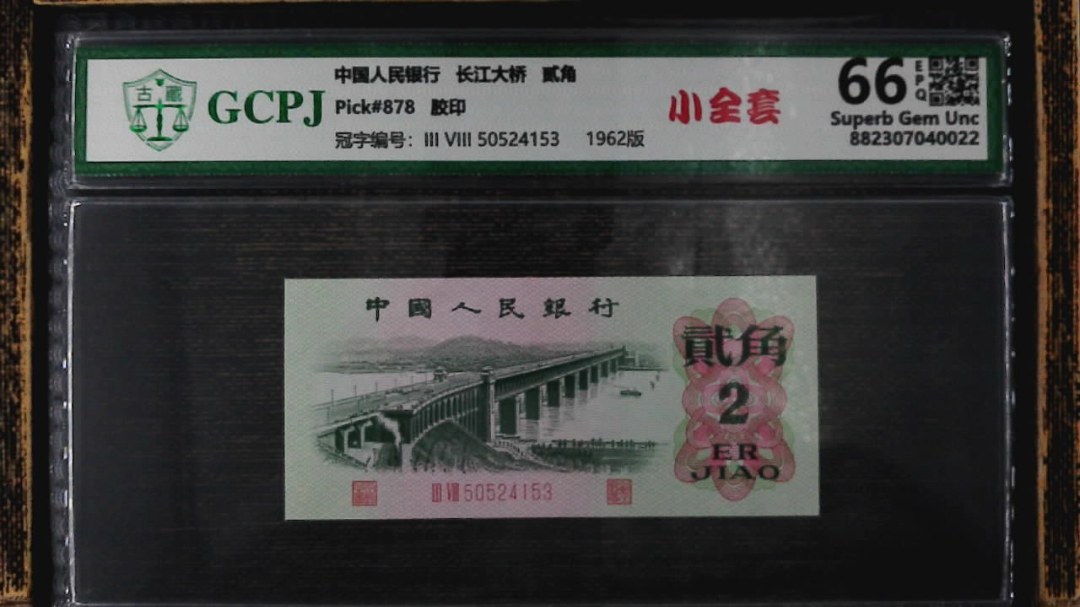 古藏
GCPJ
中国人民银行 长江大桥 贰角
Pick#878 胶印
冠字编号: III VIII 50524153 1962版
小全套
66 EPQ
Superb Gem Unc
882307040022
中國人民銀行
貳角
2
ER
JIAO
III VIII 50524153